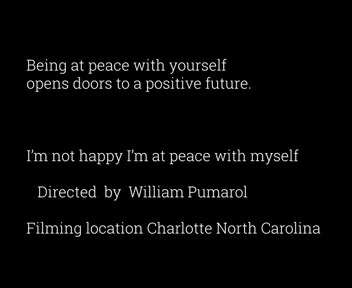 Being at peace with yourself
opens doors to a positive future.
I'm not happy I'm at peace with myself
Directed by William Pumarol
Filming location Charlotte North Carolina